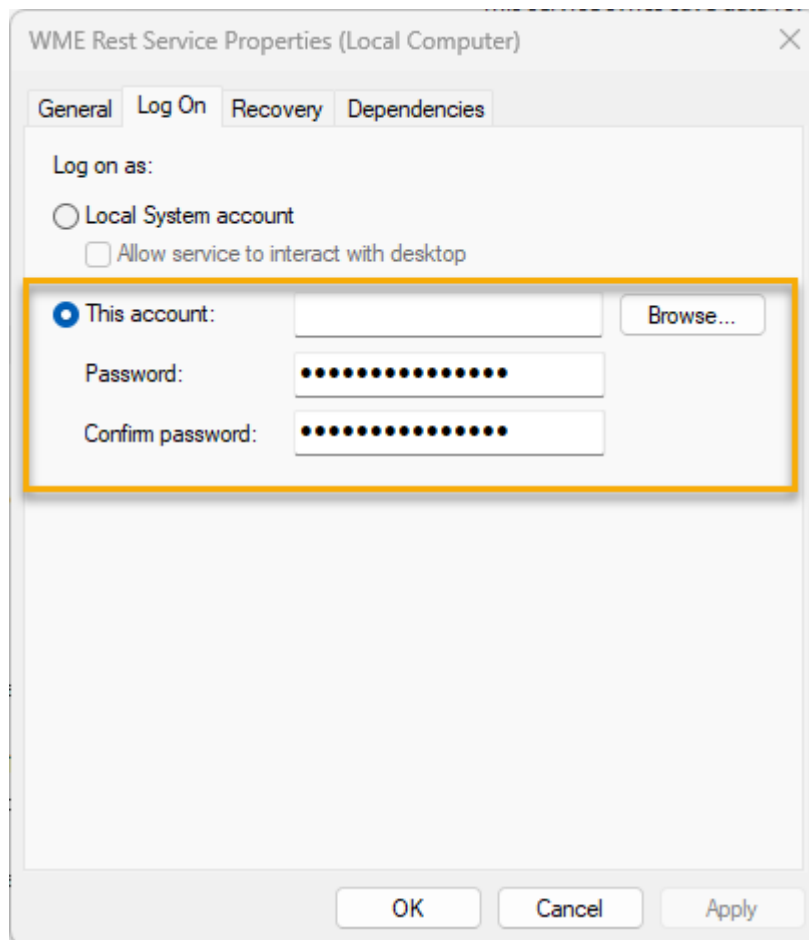 WME Rest Service Properties (Local Computer)
General Log On Recovery Dependencies
Log on as:
Local System account
Allow service to interact with desktop
This account: Browse...
Password: •••••••••••••••
Confirm password: •••••••••••••••
OK Cancel Apply